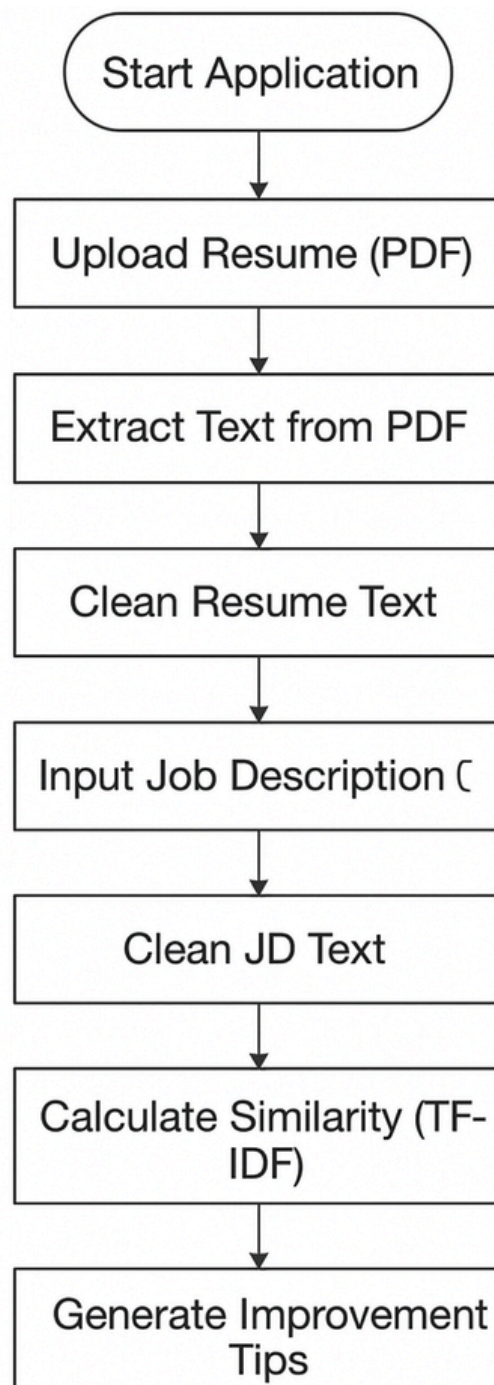 Start Application
Upload Resume (PDF)
Extract Text from PDF
Clean Resume Text
Input Job Description (
Clean JD Text
Calculate Similarity (TF-
IDF)
Generate Improvement
Tips